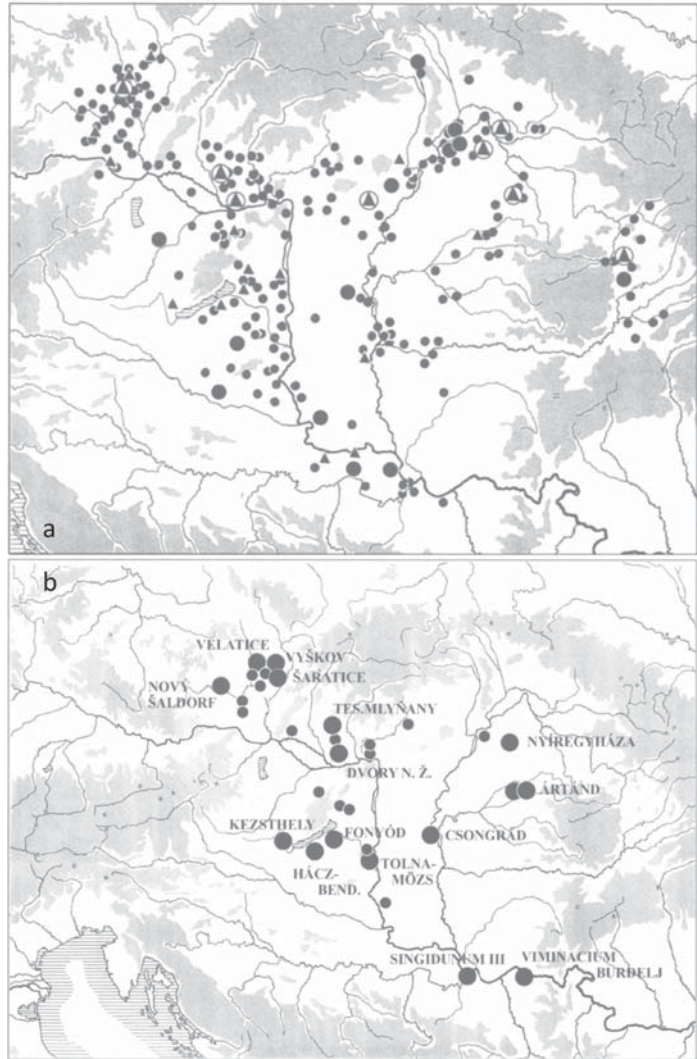 a
b
VELATICE
VYŠKOV
ŠARATICE
NOVÝ
ŠALDORF
TES.MLYŇANY
DVORY N. Ž.
NYÍREGYHÁZA
ÁRTÁND
KEZSTHELY
FONYÓD
CSONGRÁD
HÁCZ-
BEND.
TOLNA-
MÖZS
SINGIDUNUM III
VIMINACIUM
BURDELJ